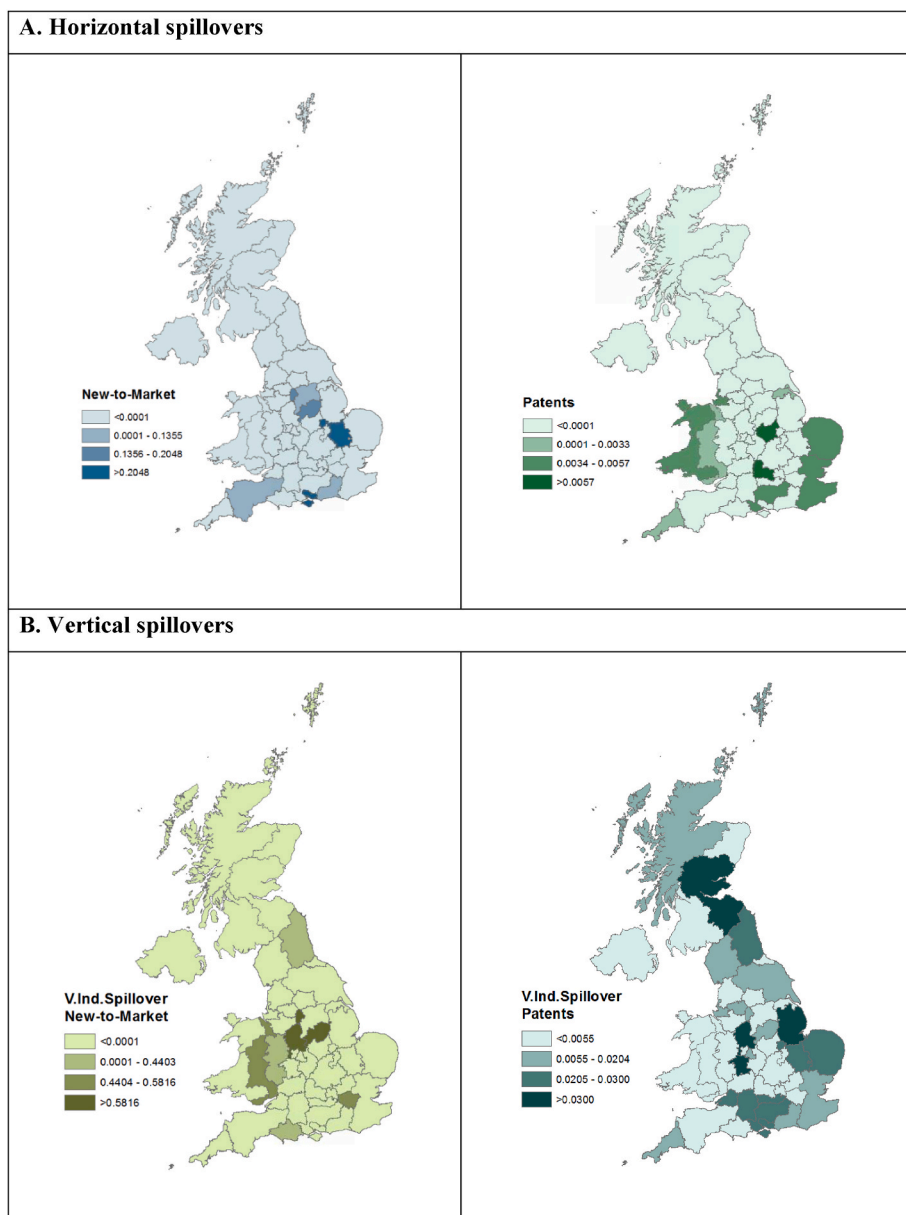 A. Horizontal spillovers
New-to-Market
<0.0001
0.0001 - 0.1355
0.1356 - 0.2048
>0.2048
Patents
<0.0001
0.0001 - 0.0033
0.0034 - 0.0057
>0.0057
B. Vertical spillovers
V.Ind.Spillover
New-to-Market
<0.0001
0.0001 - 0.4403
0.4404 - 0.5816
>0.5816
V.Ind.Spillover
Patents
<0.0055
0.0055 - 0.0204
0.0205 - 0.0300
>0.0300